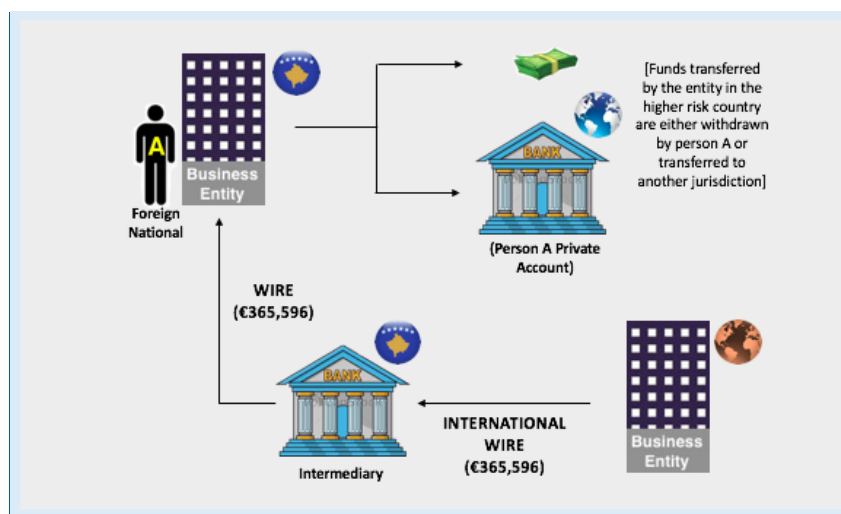 A
Business
Entity
Foreign
National
BANK
(Person A Private
Account)
[Funds transferred
by the entity in the
higher risk country
are either withdrawn
by person A or
transferred to
another jurisdiction]
WIRE
(€365,596)
BANK
Intermediary
INTERNATIONAL
WIRE
(€365,596)
Business
Entity